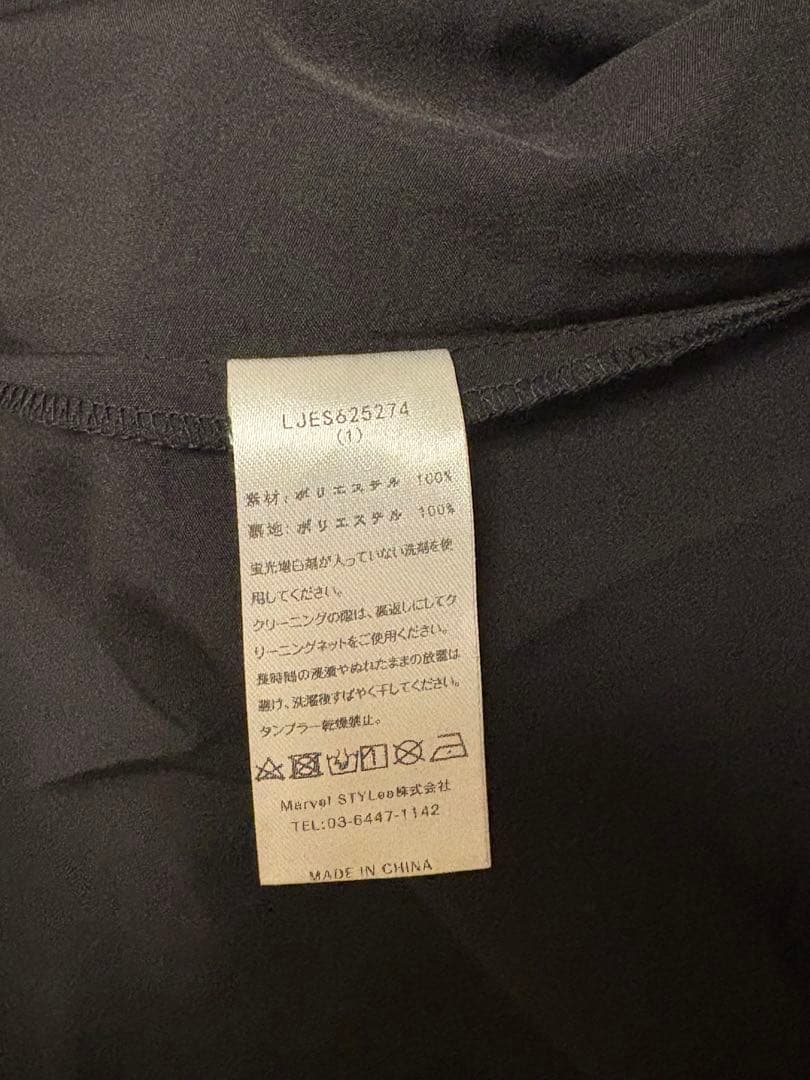 LJES625274
(1)
素材: ポリエステル 100%
裏地: ポリエステル 100%
蛍光増白剤が入っていない洗剤を使
用してください。
クリーニングの際は、裏返しにしてク
リーニングネットをご使用ください。
長時間の浸漬やぬれたままの放置は
避け、洗濯後すばやく干してください。
タンブラー乾燥禁止。
Marvel STYLes株式会社
TEL:03-6447-1142
MADE IN CHINA